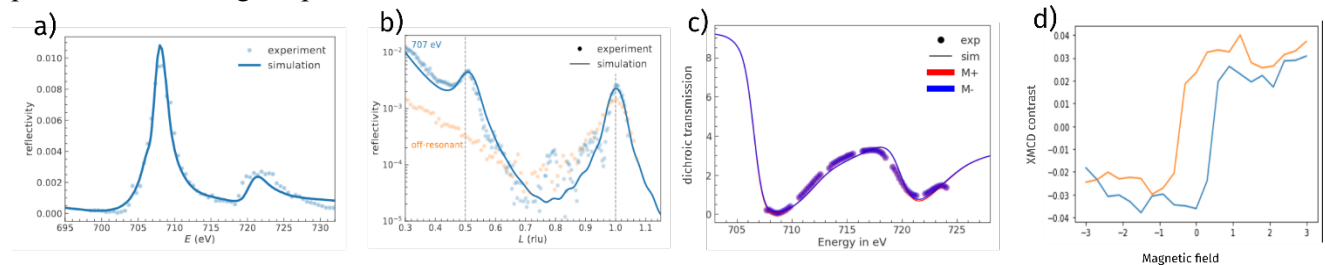 a)
0.010
0.008
0.006
0.004
0.002
0.000
reflectivity
experiment
simulation
695 700 705 710 715 720 725 730
E (eV)
b)
10⁻²
10⁻³
10⁻⁴
10⁻⁵
reflectivity
707 eV
off-resonant
experiment
simulation
0.3 0.4 0.5 0.6 0.7 0.8 0.9 1.0 1.1
L (rlu)
c)
8
6
4
2
0
dichroic transmission
exp
sim
M+
M-
705 710 715 720 725
Energy in eV
d)
0.04
0.03
0.02
0.01
0.00
-0.01
-0.02
-0.03
-0.04
XMCD contrast
-3 -2 -1 0 1 2 3
Magnetic field